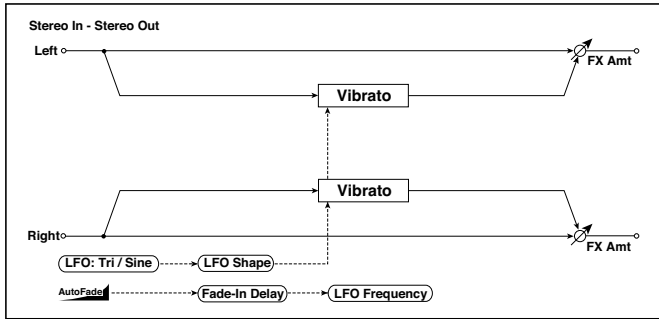 Stereo In - Stereo Out
Left
FX Amt
Vibrato
Vibrato
Right
FX Amt
LFO: Tri / Sine
LFO Shape
AutoFade
Fade-In Delay
LFO Frequency